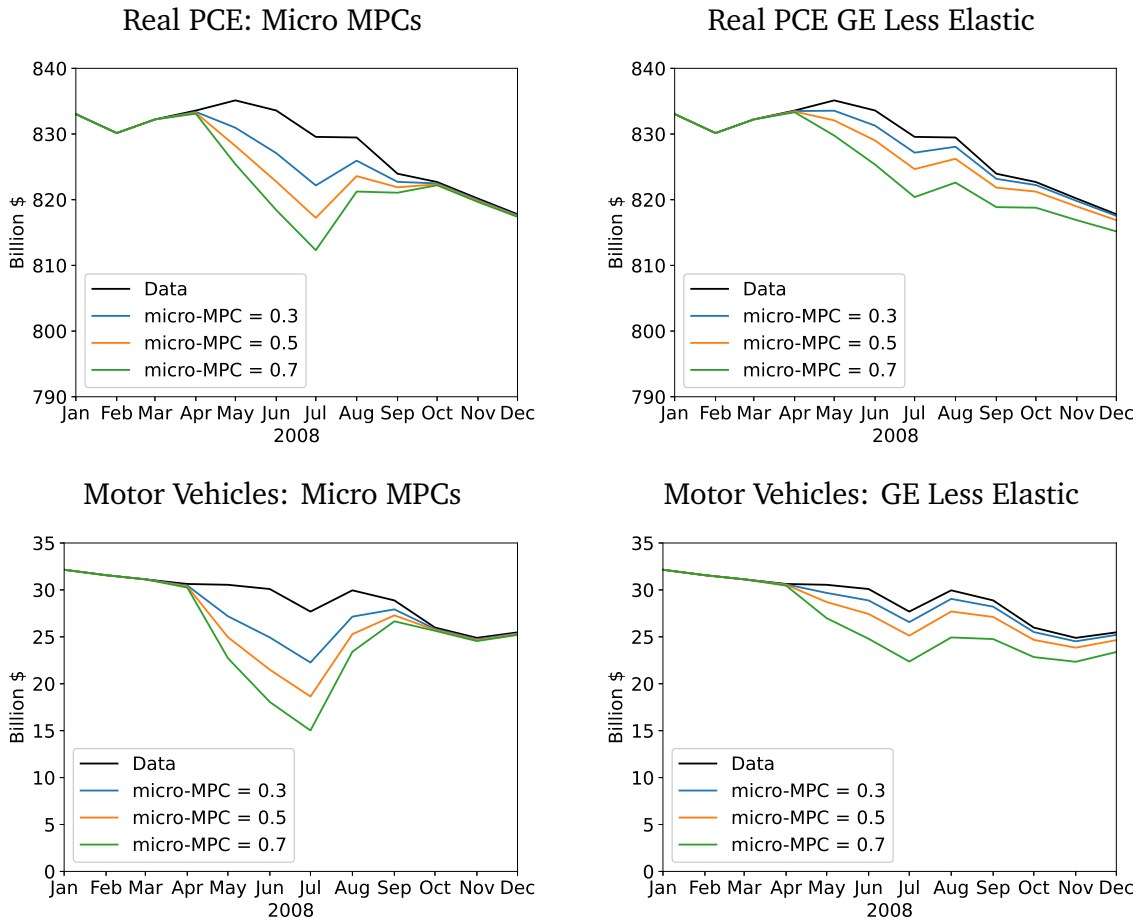 Real PCE: Micro MPCs
840
830
820
810
800
790
Billion $
Data
micro-MPC = 0.3
micro-MPC = 0.5
micro-MPC = 0.7
Jan Feb Mar Apr May Jun Jul Aug Sep Oct Nov Dec
2008
Real PCE GE Less Elastic
840
830
820
810
800
790
Billion $
Data
micro-MPC = 0.3
micro-MPC = 0.5
micro-MPC = 0.7
Jan Feb Mar Apr May Jun Jul Aug Sep Oct Nov Dec
2008
Motor Vehicles: Micro MPCs
35
30
25
20
15
10
5
0
Billion $
Data
micro-MPC = 0.3
micro-MPC = 0.5
micro-MPC = 0.7
Jan Feb Mar Apr May Jun Jul Aug Sep Oct Nov Dec
2008
Motor Vehicles: GE Less Elastic
35
30
25
20
15
10
5
0
Billion $
Data
micro-MPC = 0.3
micro-MPC = 0.5
micro-MPC = 0.7
Jan Feb Mar Apr May Jun Jul Aug Sep Oct Nov Dec
2008